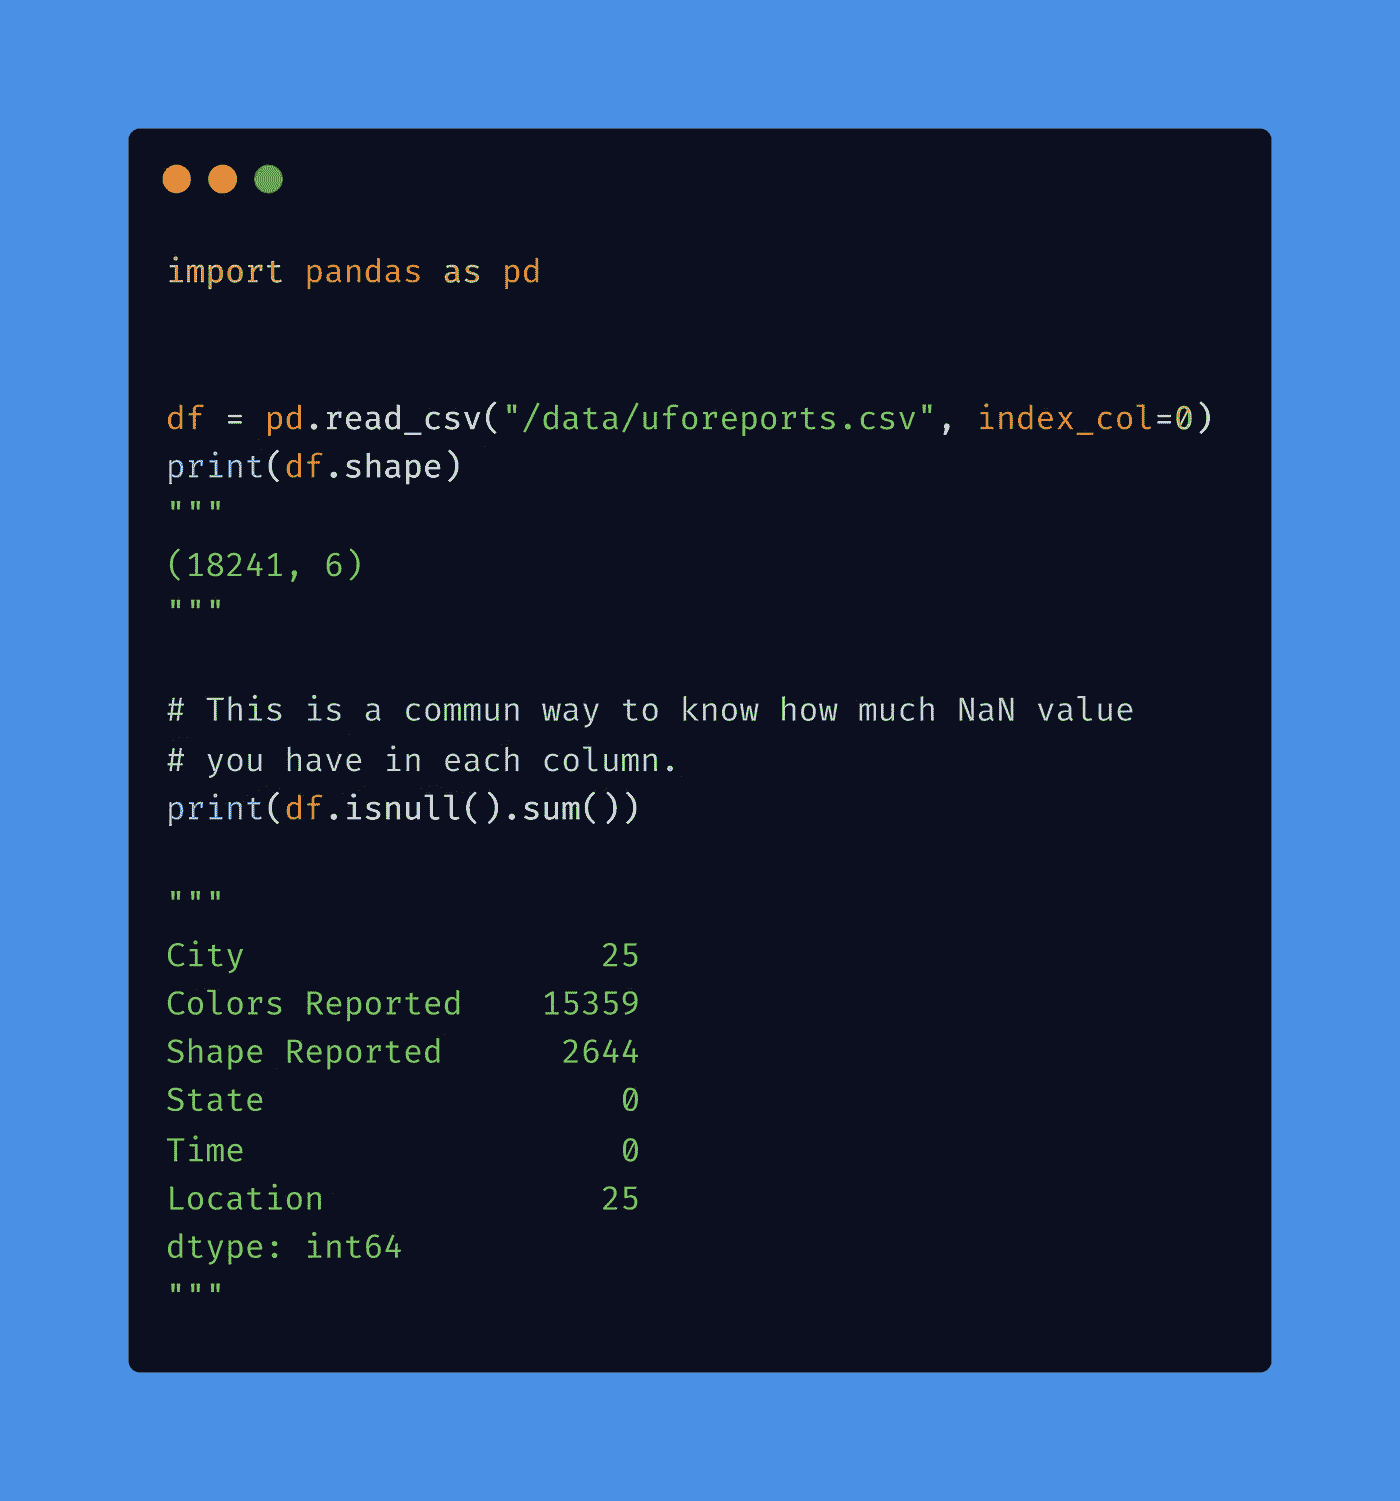 import pandas as pd
df = pd.read_csv("/data/uforeports.csv", index_col=0)
print(df.shape)
"""
(18241, 6)
"""
# This is a commun way to know how much NaN value
# you have in each column.
print(df.isnull().sum())
"""
City                  25
Colors Reported    15359
Shape Reported      2644
State                  0
Time                   0
Location              25
dtype: int64
"""